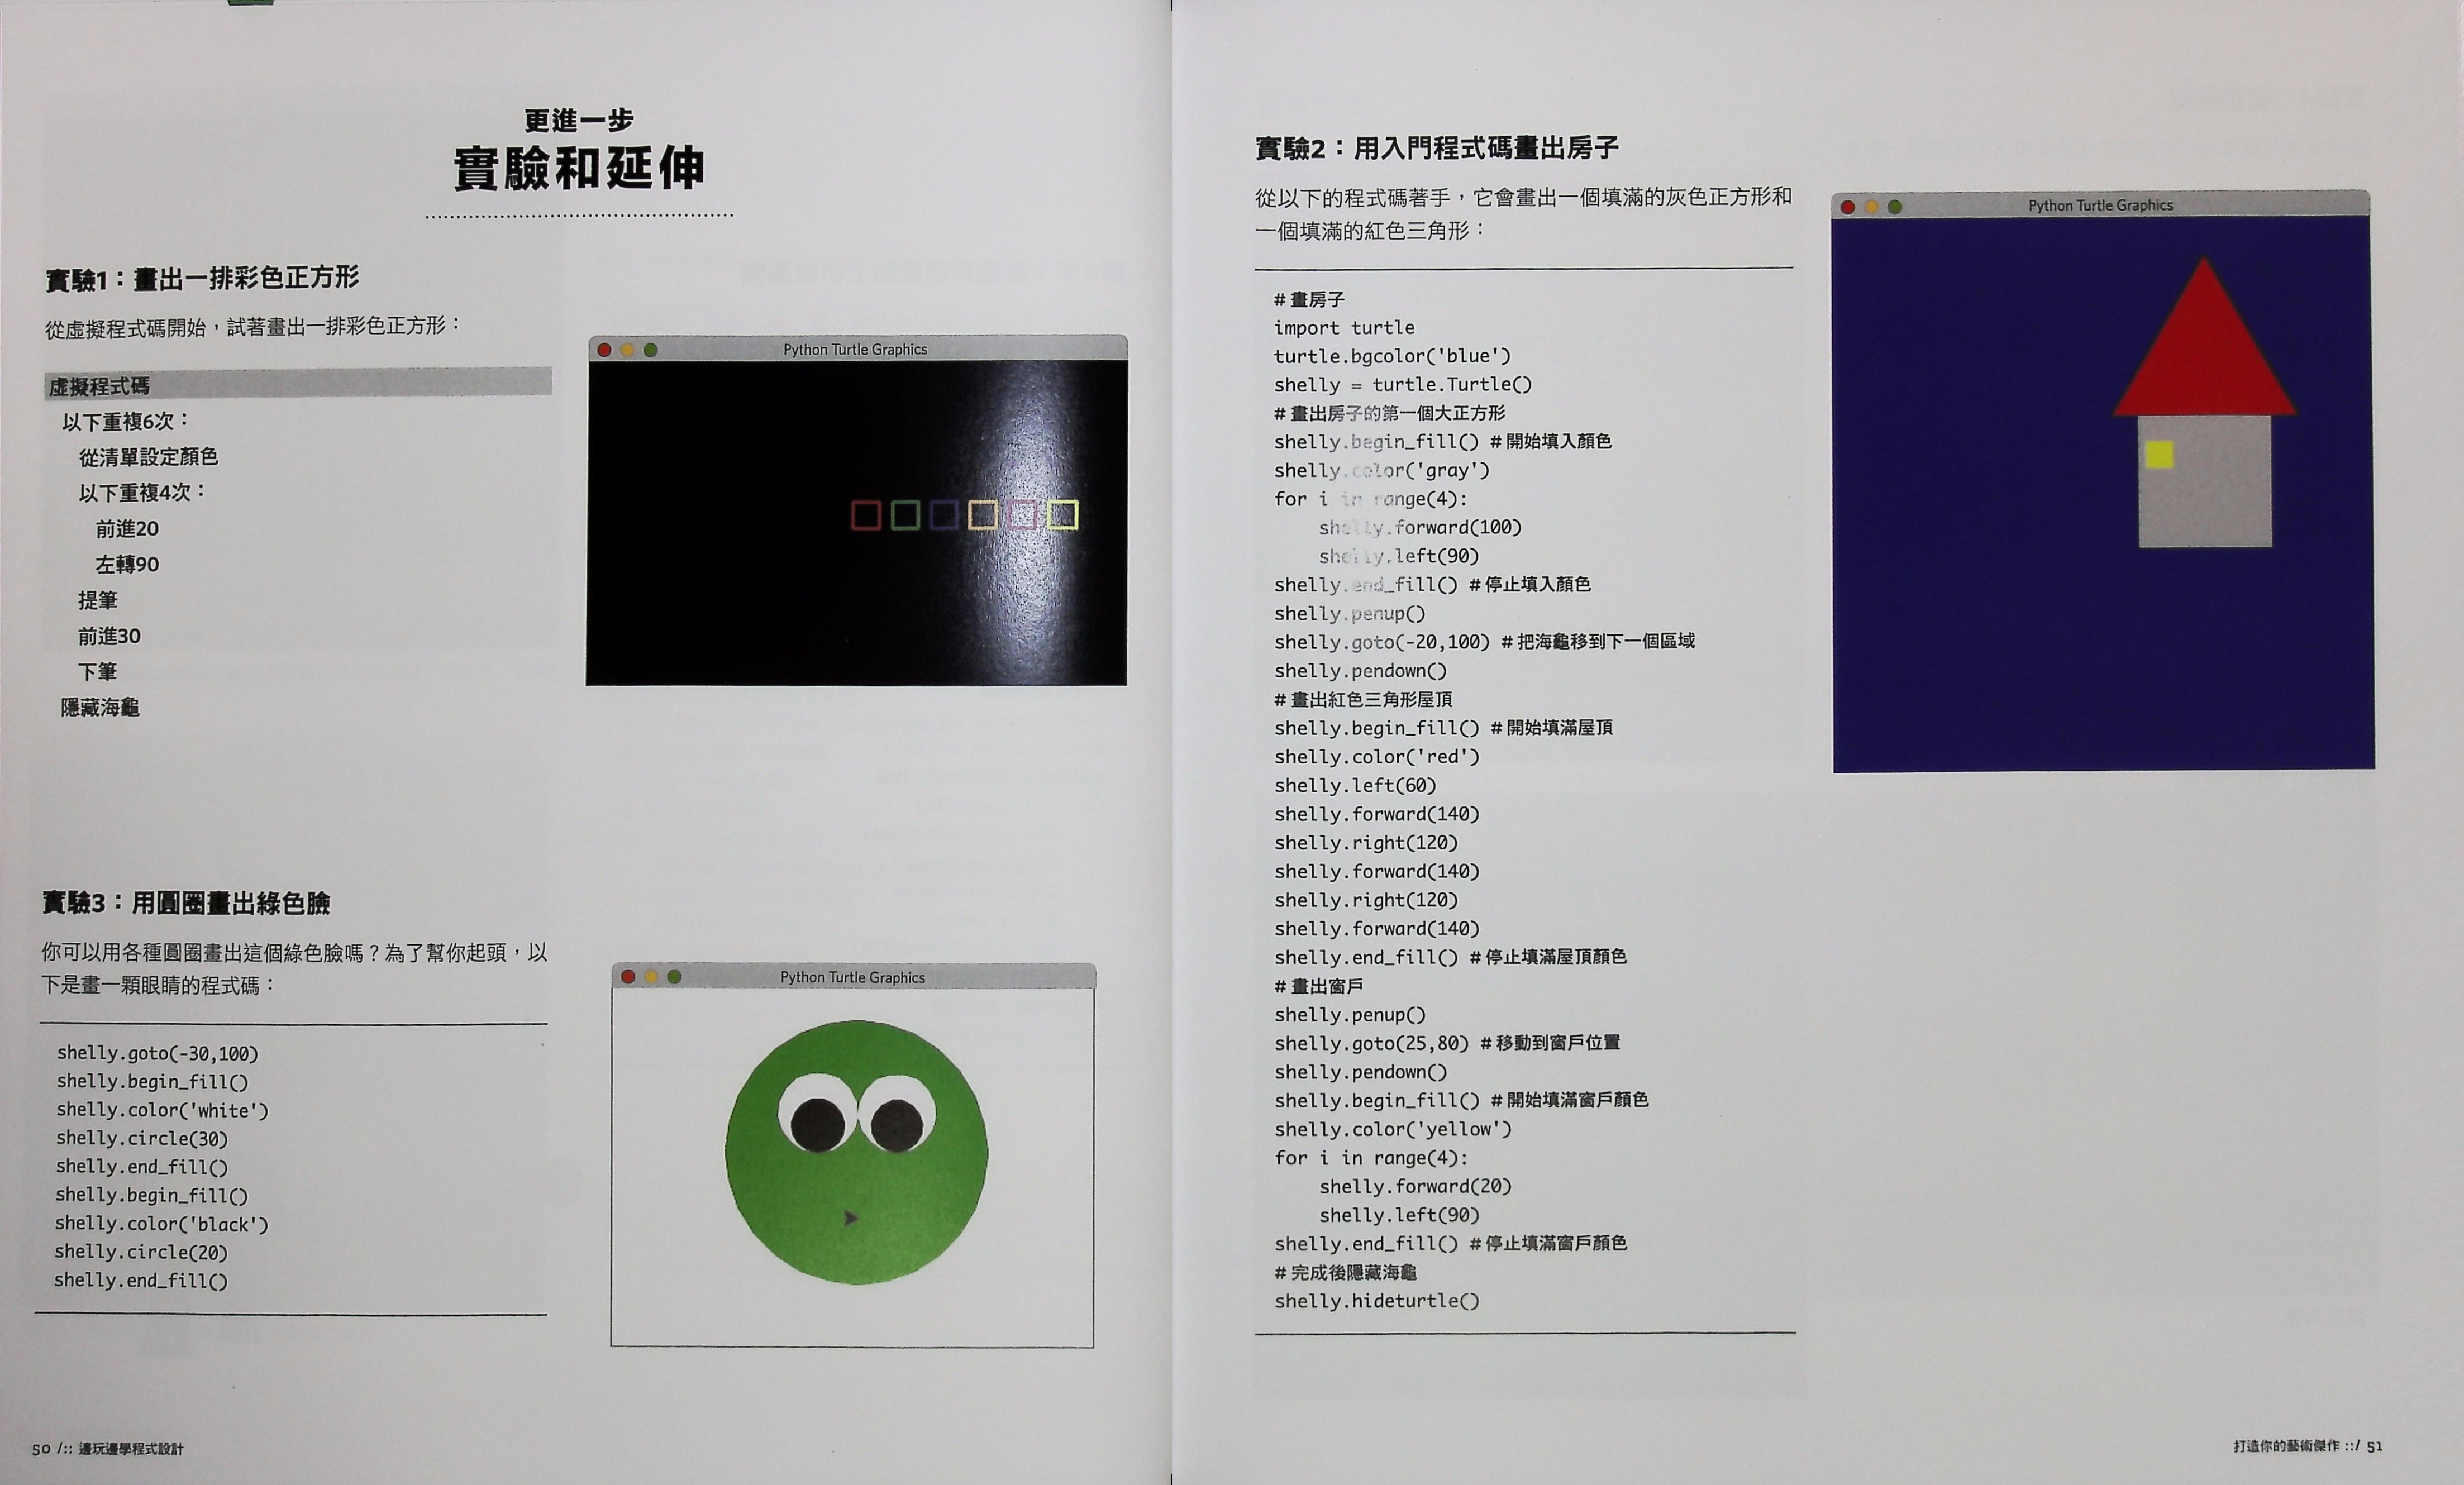 更進一步
實驗和延伸
實驗1：畫出一排彩色正方形
從虛擬程式碼開始，試著畫出一排彩色正方形：
虛擬程式碼
以下重複6次：
從清單設定顏色
以下重複4次：
前進20
左轉90
提筆
前進30
下筆
隱藏海龜
Python Turtle Graphics
實驗3：用圓圈畫出綠色臉
你可以用各種圓圈畫出這個綠色臉嗎？為了幫你起頭，以
下是畫一顆眼睛的程式碼：
shelly.goto(-30,100)
shelly.begin_fill()
shelly.color('white')
shelly.circle(30)
shelly.end_fill()
shelly.begin_fill()
shelly.color('black')
shelly.circle(20)
shelly.end_fill()
Python Turtle Graphics
50 /:: 邊玩邊學程式設計
實驗2：用入門程式碼畫出房子
從以下的程式碼著手，它會畫出一個填滿的灰色正方形和
一個填滿的紅色三角形：
# 畫房子
import turtle
turtle.bgcolor('blue')
shelly = turtle.Turtle()
# 畫出房子的第一個大正方形
shelly.begin_fill() # 開始填入顏色
shelly.color('gray')
for i in range(4):
    shelly.forward(100)
    shelly.left(90)
shelly.end_fill() # 停止填入顏色
shelly.penup()
shelly.goto(-20,100) # 把海龜移到下一個區域
shelly.pendown()
# 畫出紅色三角形屋頂
shelly.begin_fill() # 開始填滿屋頂
shelly.color('red')
shelly.left(60)
shelly.forward(140)
shelly.right(120)
shelly.forward(140)
shelly.right(120)
shelly.forward(140)
shelly.end_fill() # 停止填滿屋頂顏色
# 畫出窗戶
shelly.penup()
shelly.goto(25,80) # 移動到窗戶位置
shelly.pendown()
shelly.begin_fill() # 開始填滿窗戶顏色
shelly.color('yellow')
for i in range(4):
    shelly.forward(20)
    shelly.left(90)
shelly.end_fill() # 停止填滿窗戶顏色
# 完成後隱藏海龜
shelly.hideturtle()
Python Turtle Graphics
打造你的藝術傑作 ::/ 51